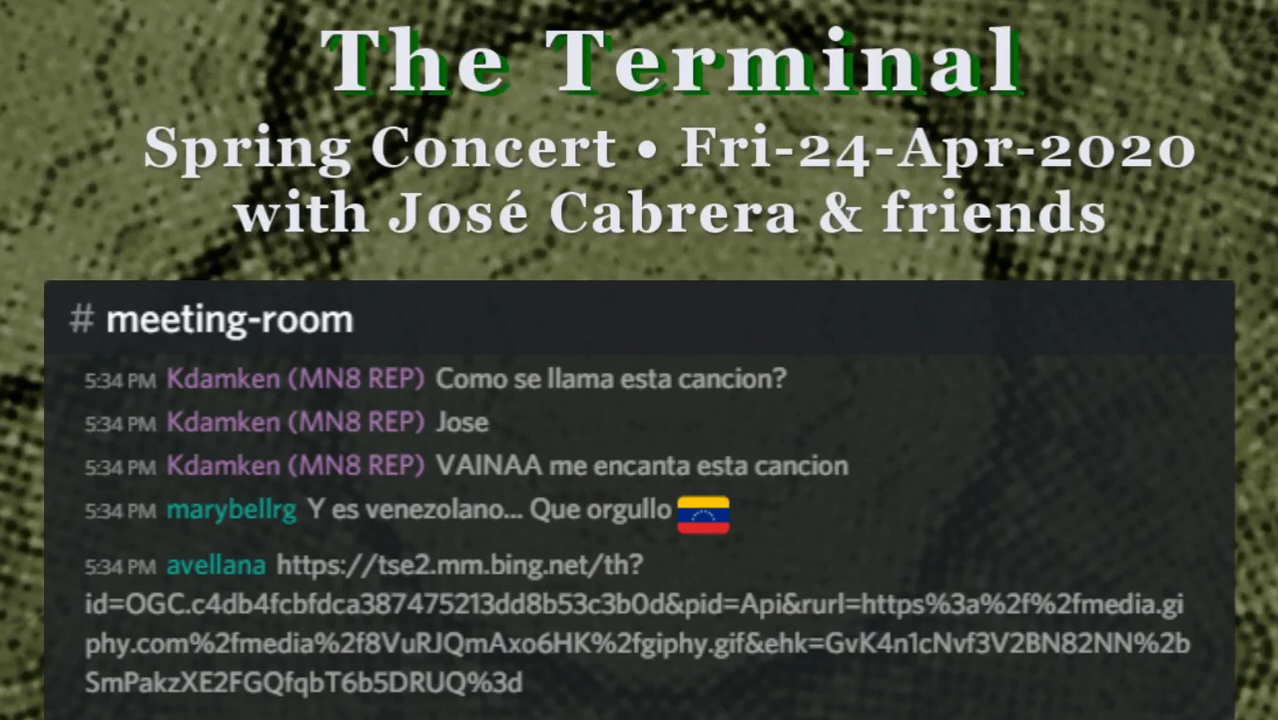 The Terminal
Spring Concert • Fri-24-Apr-2020
with José Cabrera & friends
# meeting-room
5:34 PM Kdamken (MN8 REP) Como se llama esta cancion?
5:34 PM Kdamken (MN8 REP) Jose
5:34 PM Kdamken (MN8 REP) VAINAA me encanta esta cancion
5:34 PM marybellrg Y es venezolano... Que orgullo 🇻🇪
5:34 PM avellana https://tse2.mm.bing.net/th?
id=OGC.c4db4fcbfdca387475213dd8b53c3b0d&pid=Api&rurl=https%3a%2f%2fmedia.gi
phy.com%2fmedia%2f8VuRJQmAxo6HK%2fgiphy.gif&ehk=GvK4n1cNvf3V2BN82NN%2b
SmPakzXE2FGQfqbT6b5DRUQ%3d